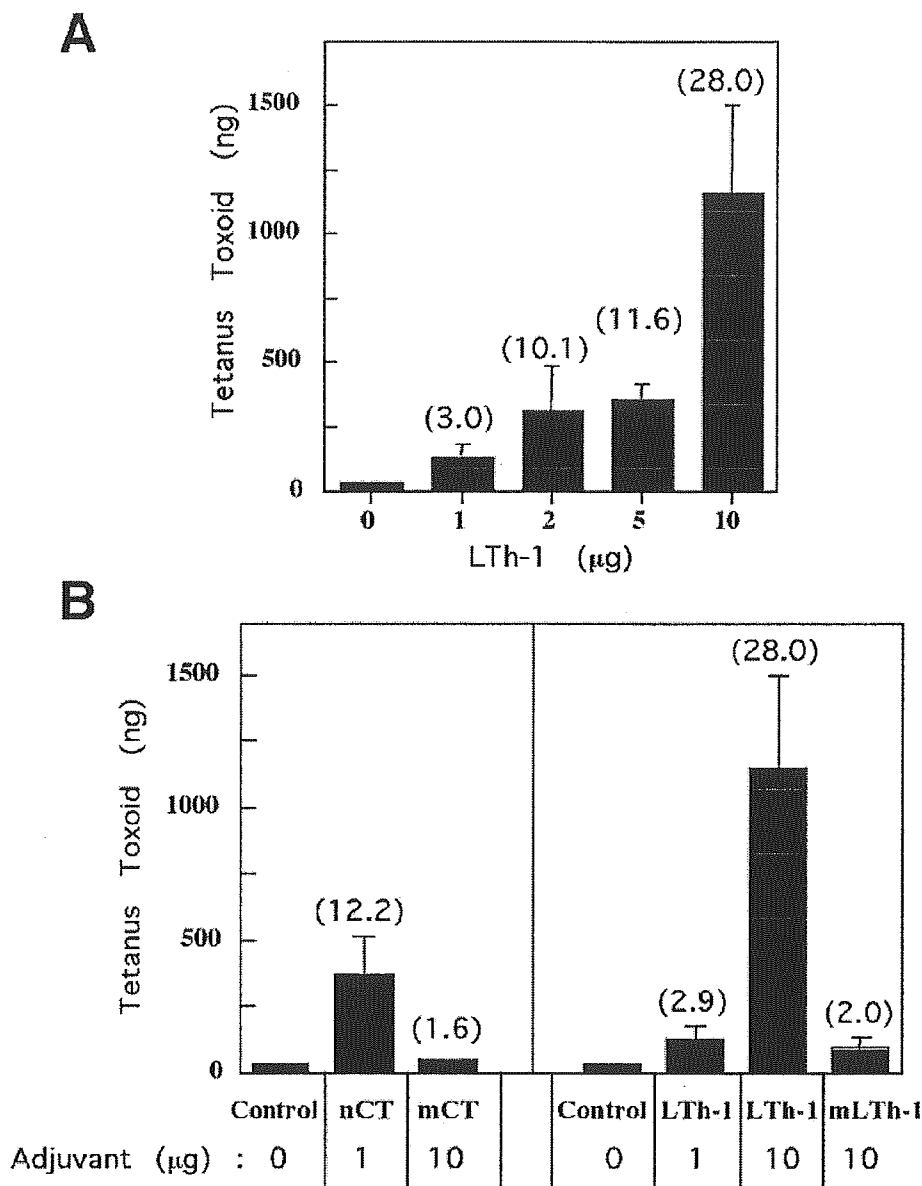 A
Tetanus Toxoid (ng)
1500
1000
500
0
(3.0)
(10.1)
(11.6)
(28.0)
0 1 2 5 10
LTh-1 (μg)
B
Tetanus Toxoid (ng)
1500
1000
500
0
(12.2)
(1.6)
(2.9)
(28.0)
(2.0)
Control nCT mCT Control LTh-1 LTh-1 mLTh-1
Adjuvant (μg) : 0 1 10 0 1 10 10